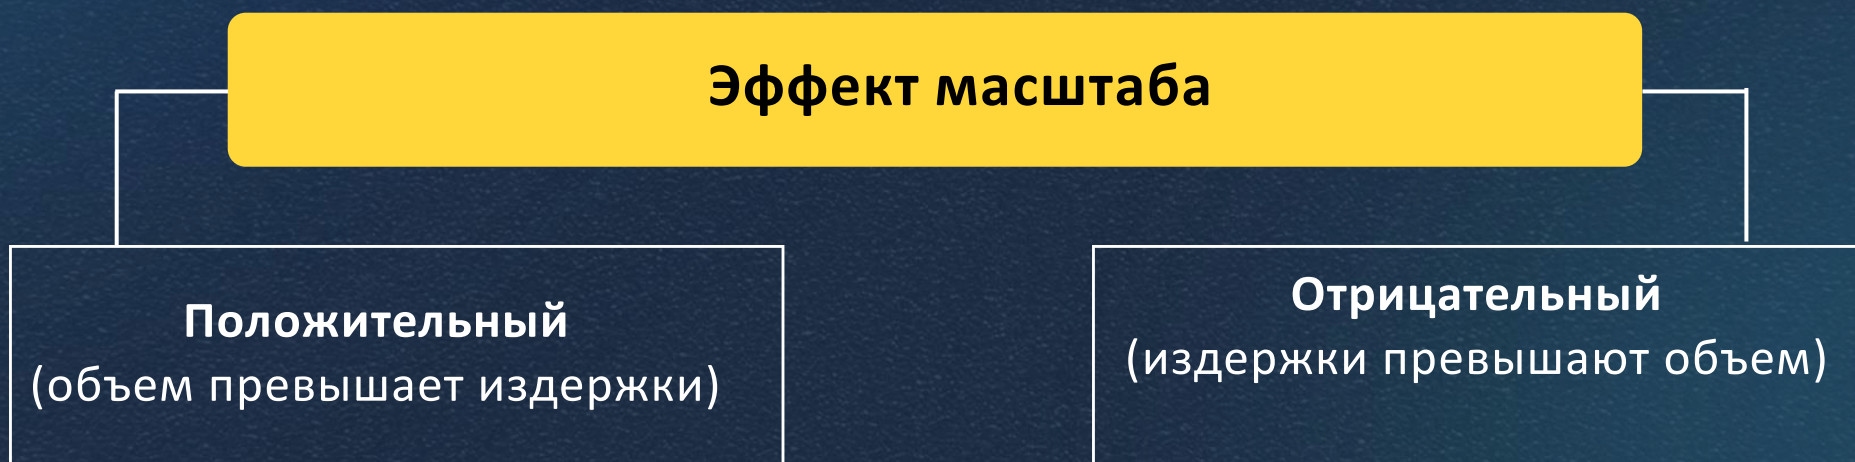 Эффект масштаба
Положительный
(объем превышает издержки)
Отрицательный
(издержки превышают объем)